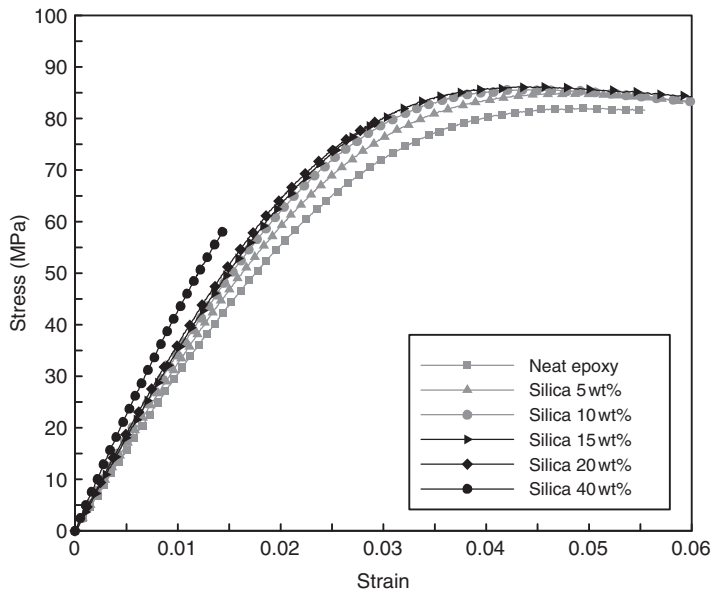 100
90
80
70
60
50
40
30
20
10
0
Stress (MPa)
0
0.01
0.02
0.03
0.04
0.05
0.06
Strain
Neat epoxy
Silica 5 wt%
Silica 10 wt%
Silica 15 wt%
Silica 20 wt%
Silica 40 wt%